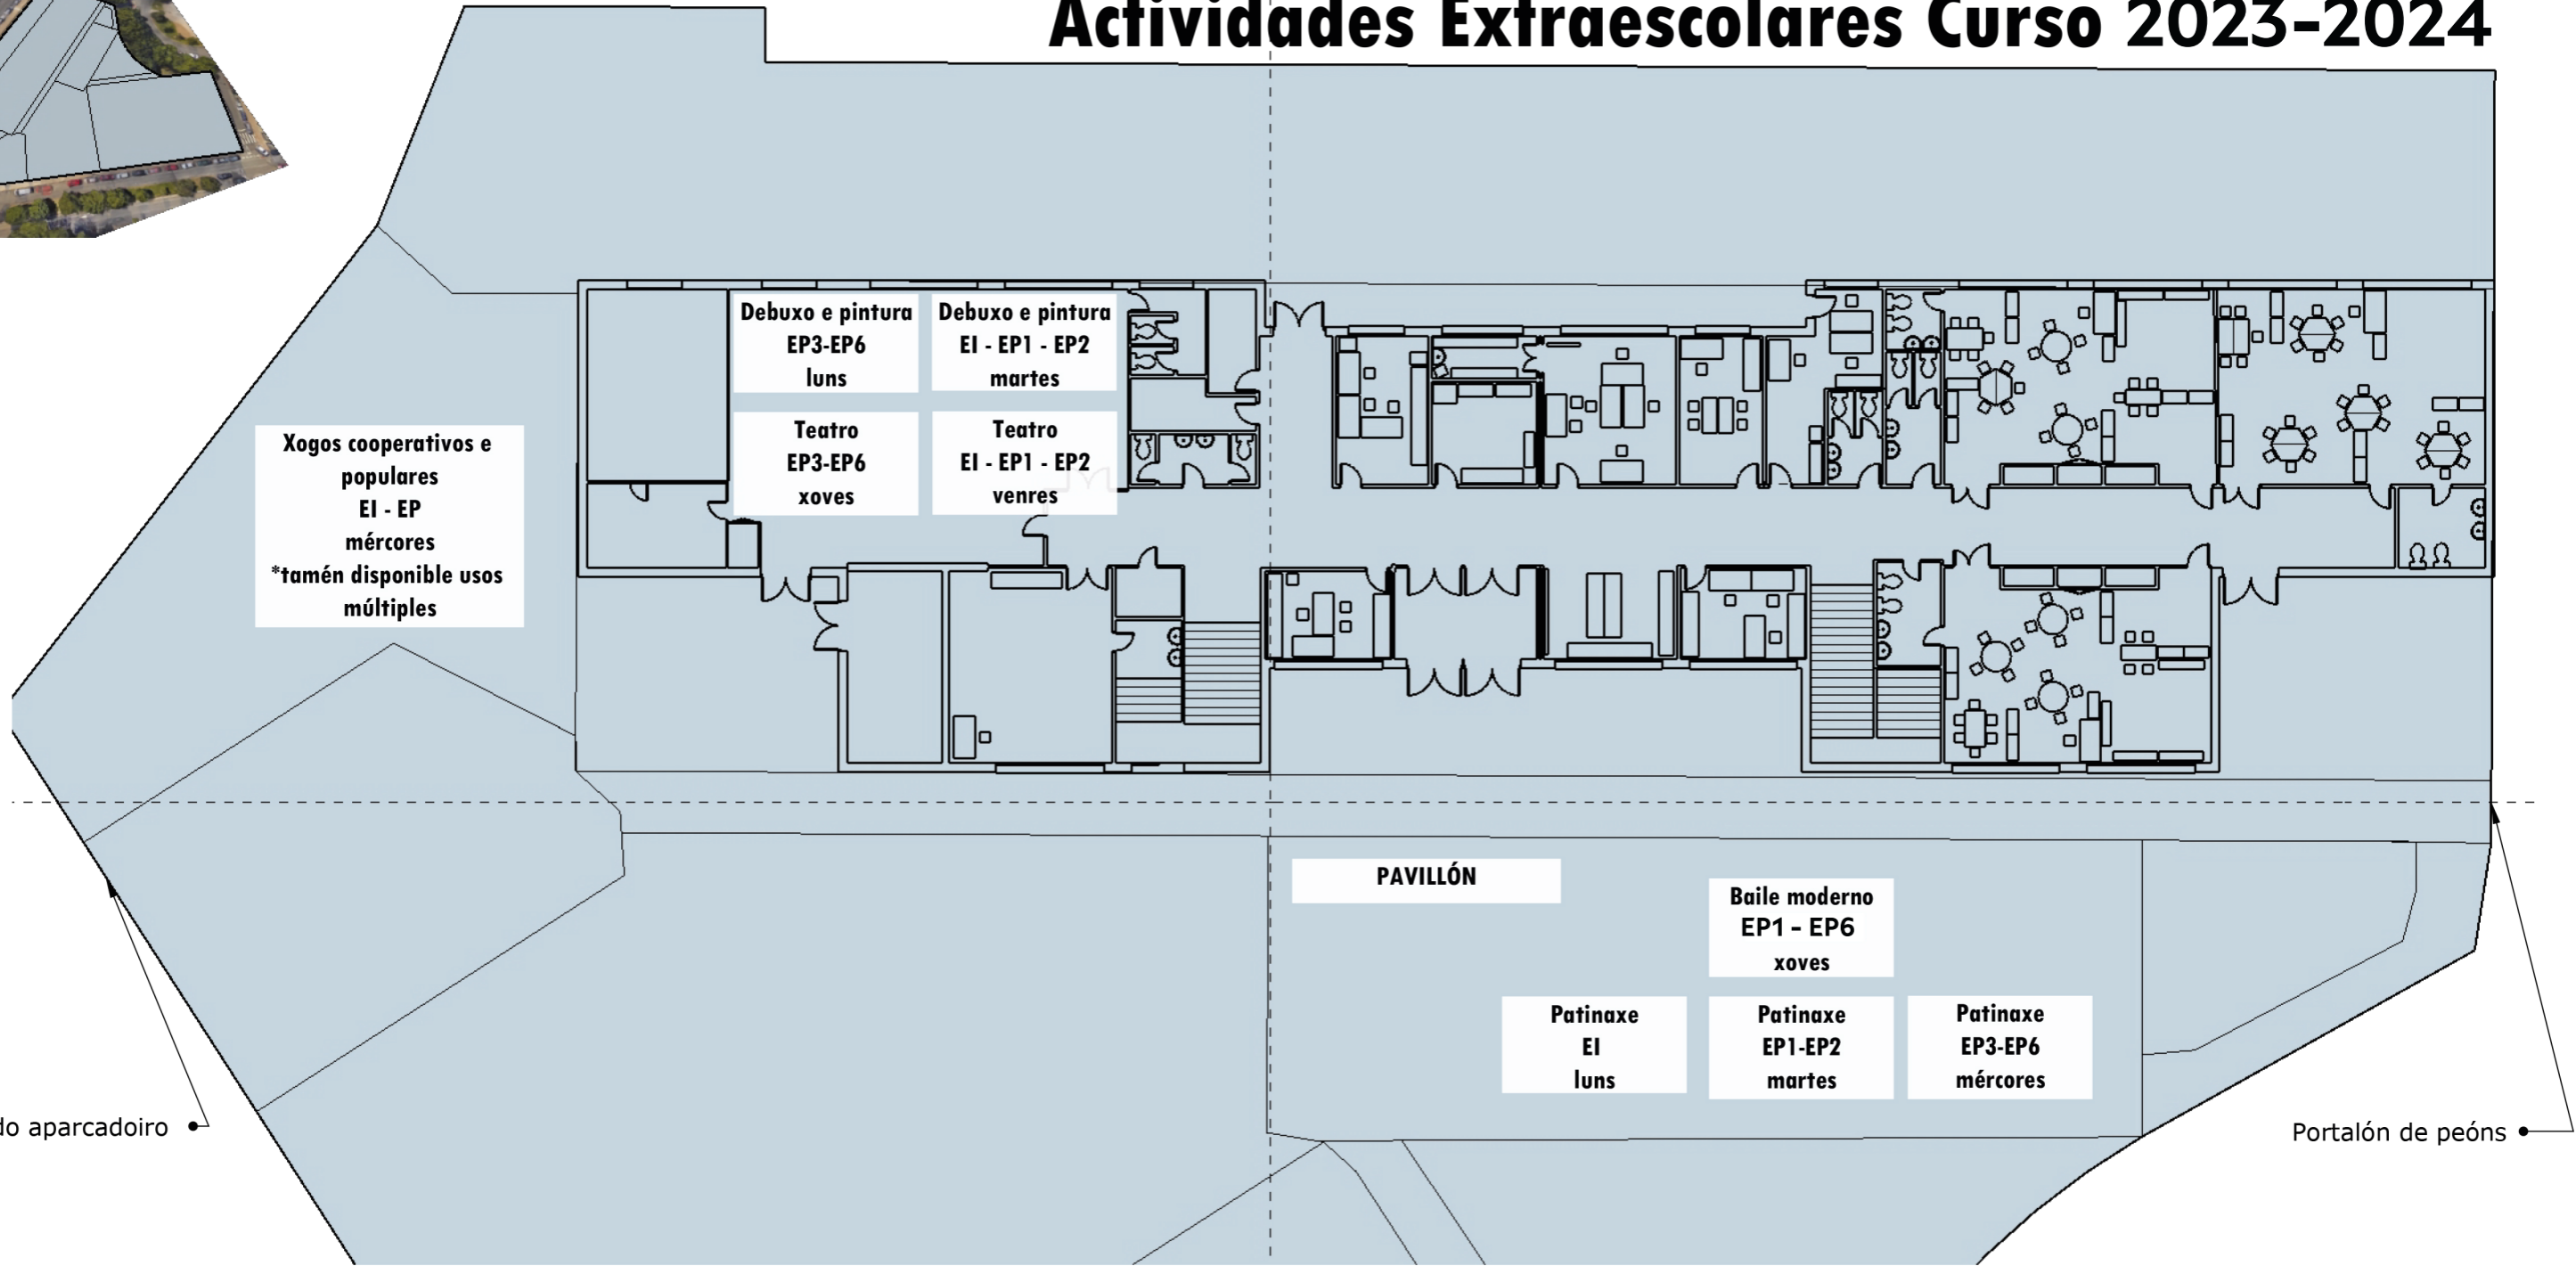 Actividades Extraescolares Curso 2023-2024
Debuxo e pintura
EP3-EP6
luns
Debuxo e pintura
EI - EP1 - EP2
martes
Teatro
EP3-EP6
xoves
Teatro
EI - EP1 - EP2
venres
Xogos cooperativos e
populares
EI - EP
mércores
*tamén disponible usos
múltiples
PAVILLÓN
Baile moderno
EP1 - EP6
xoves
Patinaxe
EI
luns
Patinaxe
EP1-EP2
martes
Patinaxe
EP3-EP6
mércores
do aparcadoiro
Portalón de peóns